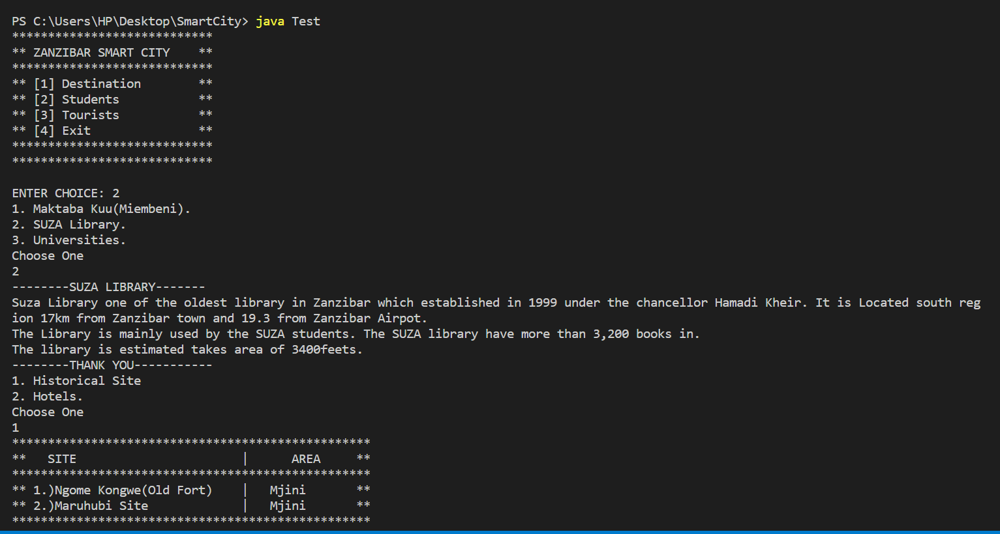 PS C:\Users\HP\Desktop\SmartCity> java Test
****************************
** ZANZIBAR SMART CITY    **
****************************
** [1] Destination        **
** [2] Students           **
** [3] Tourists           **
** [4] Exit               **
****************************
****************************
ENTER CHOICE: 2
1. Maktaba Kuu(Miembeni).
2. SUZA Library.
3. Universities.
Choose One
2
--------SUZA LIBRARY-------
Suza Library one of the oldest library in Zanzibar which established in 1999 under the chancellor Hamadi Kheir. It is Located south reg
ion 17km from Zanzibar town and 19.3 from Zanzibar Airpot.
The Library is mainly used by the SUZA students. The SUZA library have more than 3,200 books in.
The library is estimated takes area of 3400feets.
--------THANK YOU-----------
1. Historical Site
2. Hotels.
Choose One
1
**************************************************
**   SITE                       |      AREA     **
**************************************************
** 1.)Ngome Kongwe(Old Fort)    |   Mjini       **
** 2.)Maruhubi Site             |   Mjini       **
**************************************************